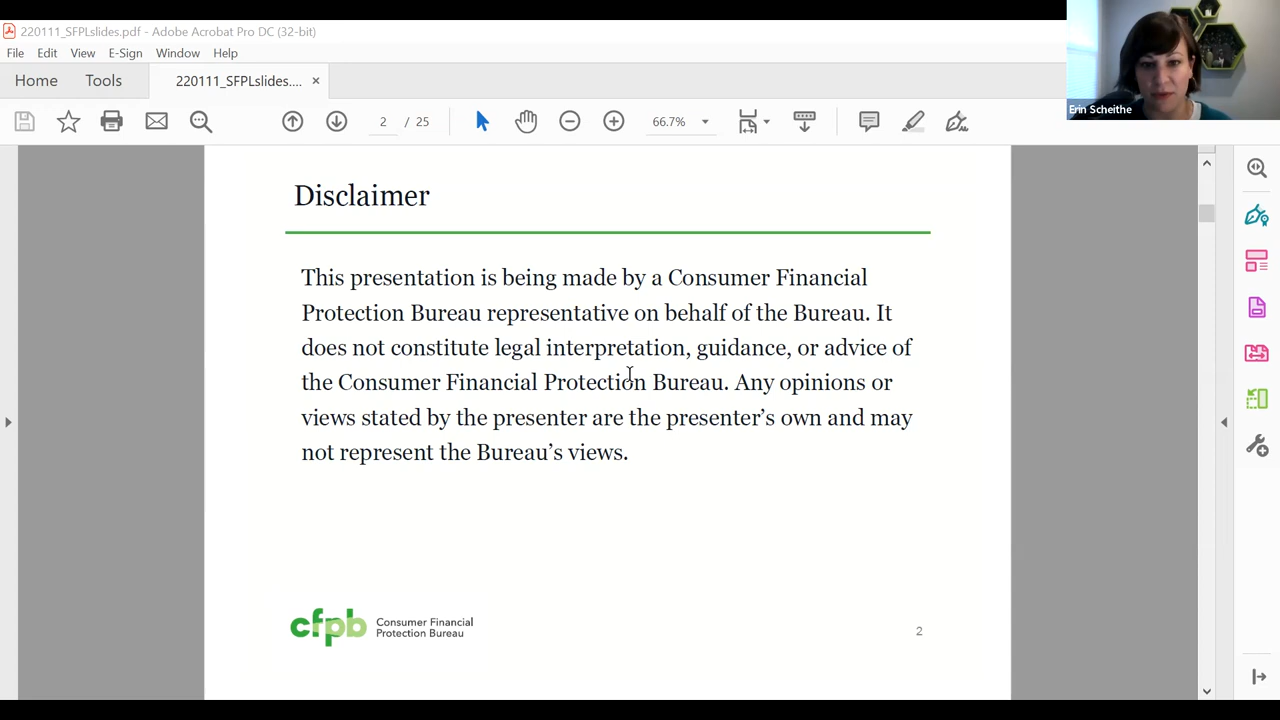 220111_SFPLslides.pdf - Adobe Acrobat Pro DC (32-bit)
File Edit View E-Sign Window Help
Home Tools 220111_SFPLslides.... ×
2 / 25 66.7%
Erin Scheithe
Disclaimer
This presentation is being made by a Consumer Financial
Protection Bureau representative on behalf of the Bureau. It
does not constitute legal interpretation, guidance, or advice of
the Consumer Financial Protection Bureau. Any opinions or
views stated by the presenter are the presenter’s own and may
not represent the Bureau’s views.
cfpb Consumer Financial
Protection Bureau
2